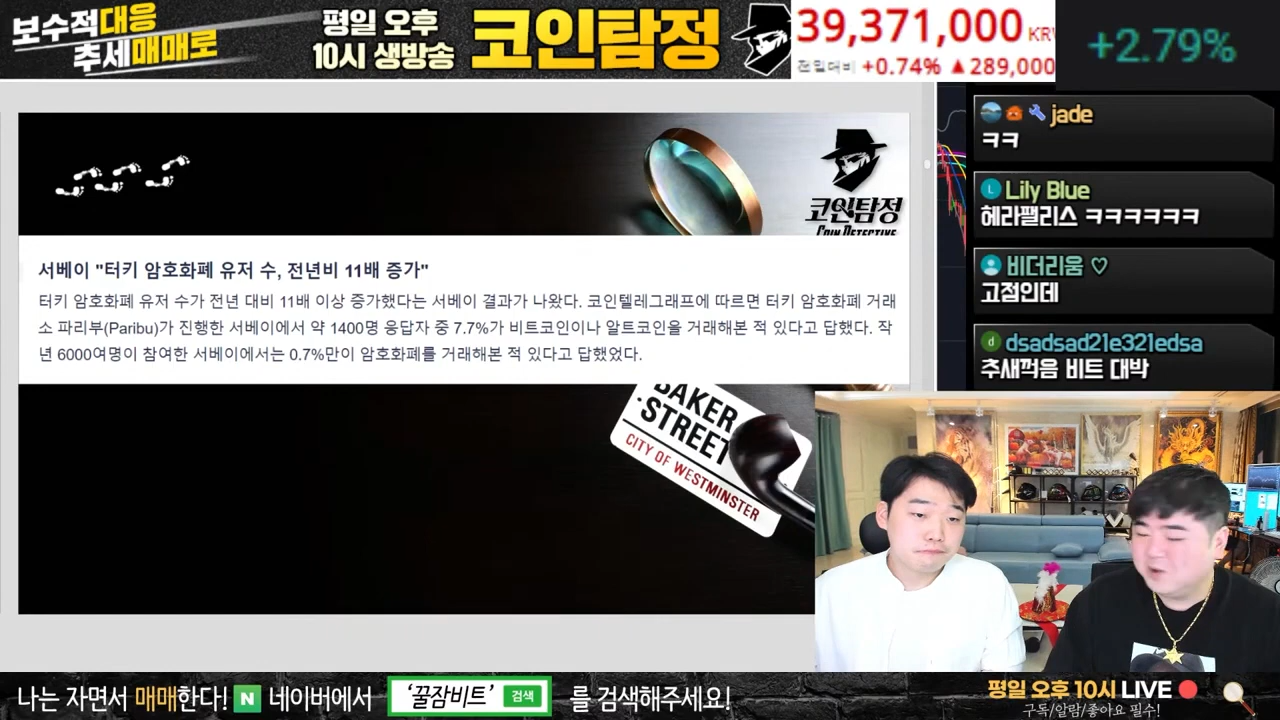 보수적대응
추세매매로
평일 오후
10시 생방송
코인탐정
39,371,000 KRW
전일대비 +0.74% ▲289,000
+2.79%
코인탐정
COIN DETECTIVE
서베이 "터키 암호화폐 유저 수, 전년비 11배 증가"
터키 암호화폐 유저 수가 전년 대비 11배 이상 증가했다는 서베이 결과가 나왔다. 코인텔레그래프에 따르면 터키 암호화폐 거래
소 파리부(Paribu)가 진행한 서베이에서 약 1400명 응답자 중 7.7%가 비트코인이나 알트코인을 거래해본 적 있다고 답했다. 작
년 6000여명이 참여한 서베이에서는 0.7%만이 암호화폐를 거래해본 적 있다고 답했었다.
BAKER
STREET
CITY OF WESTMINSTER
jade
ㅋㅋ
L Lily Blue
헤라팰리스 ㅋㅋㅋㅋㅋㅋ
비더리움 ♡
고점인데
d dsadsad21e321edsa
추새꺽음 비트 대박
나는 자면서 매매한다! N 네이버에서 '꿀잠비트' 검색 를 검색해주세요!
평일 오후 10시 LIVE
구독/알람/좋아요 필수!